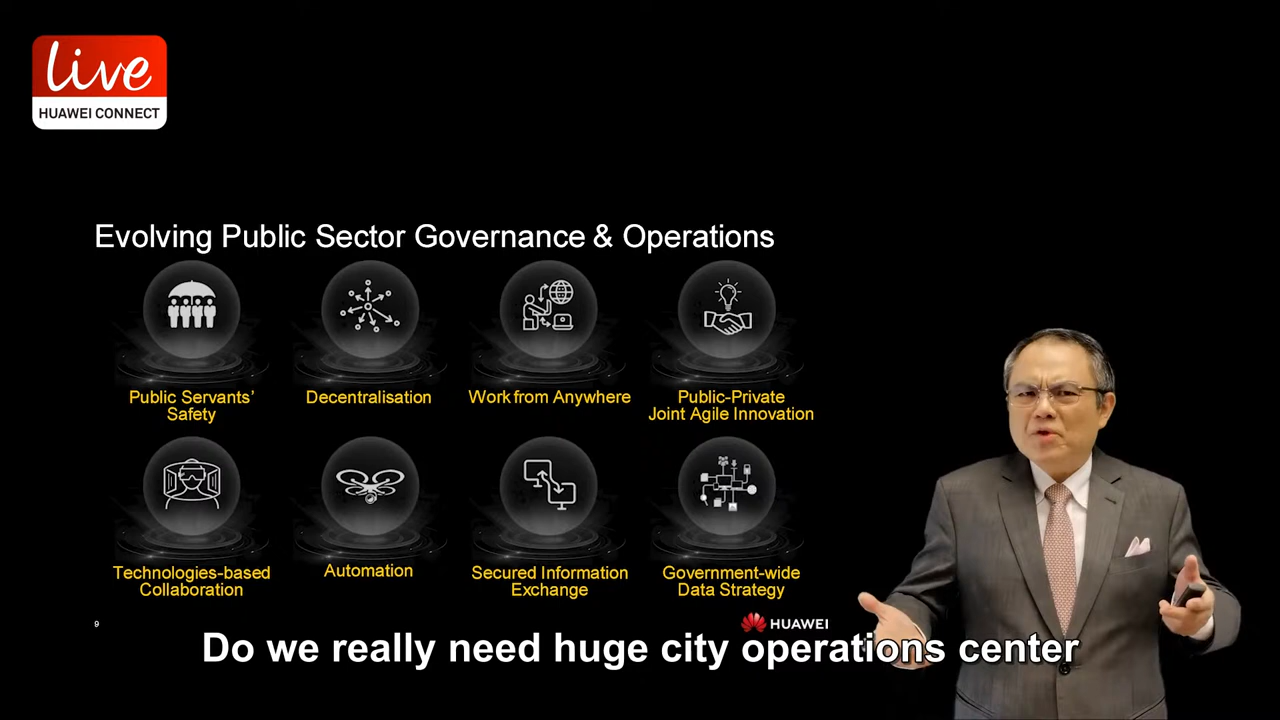 live
HUAWEI CONNECT
Evolving Public Sector Governance & Operations
Public Servants'
Safety
Decentralisation
Work from Anywhere
Public-Private
Joint Agile Innovation
Technologies-based
Collaboration
Automation
Secured Information
Exchange
Government-wide
Data Strategy
9
HUAWEI
Do we really need huge city operations center